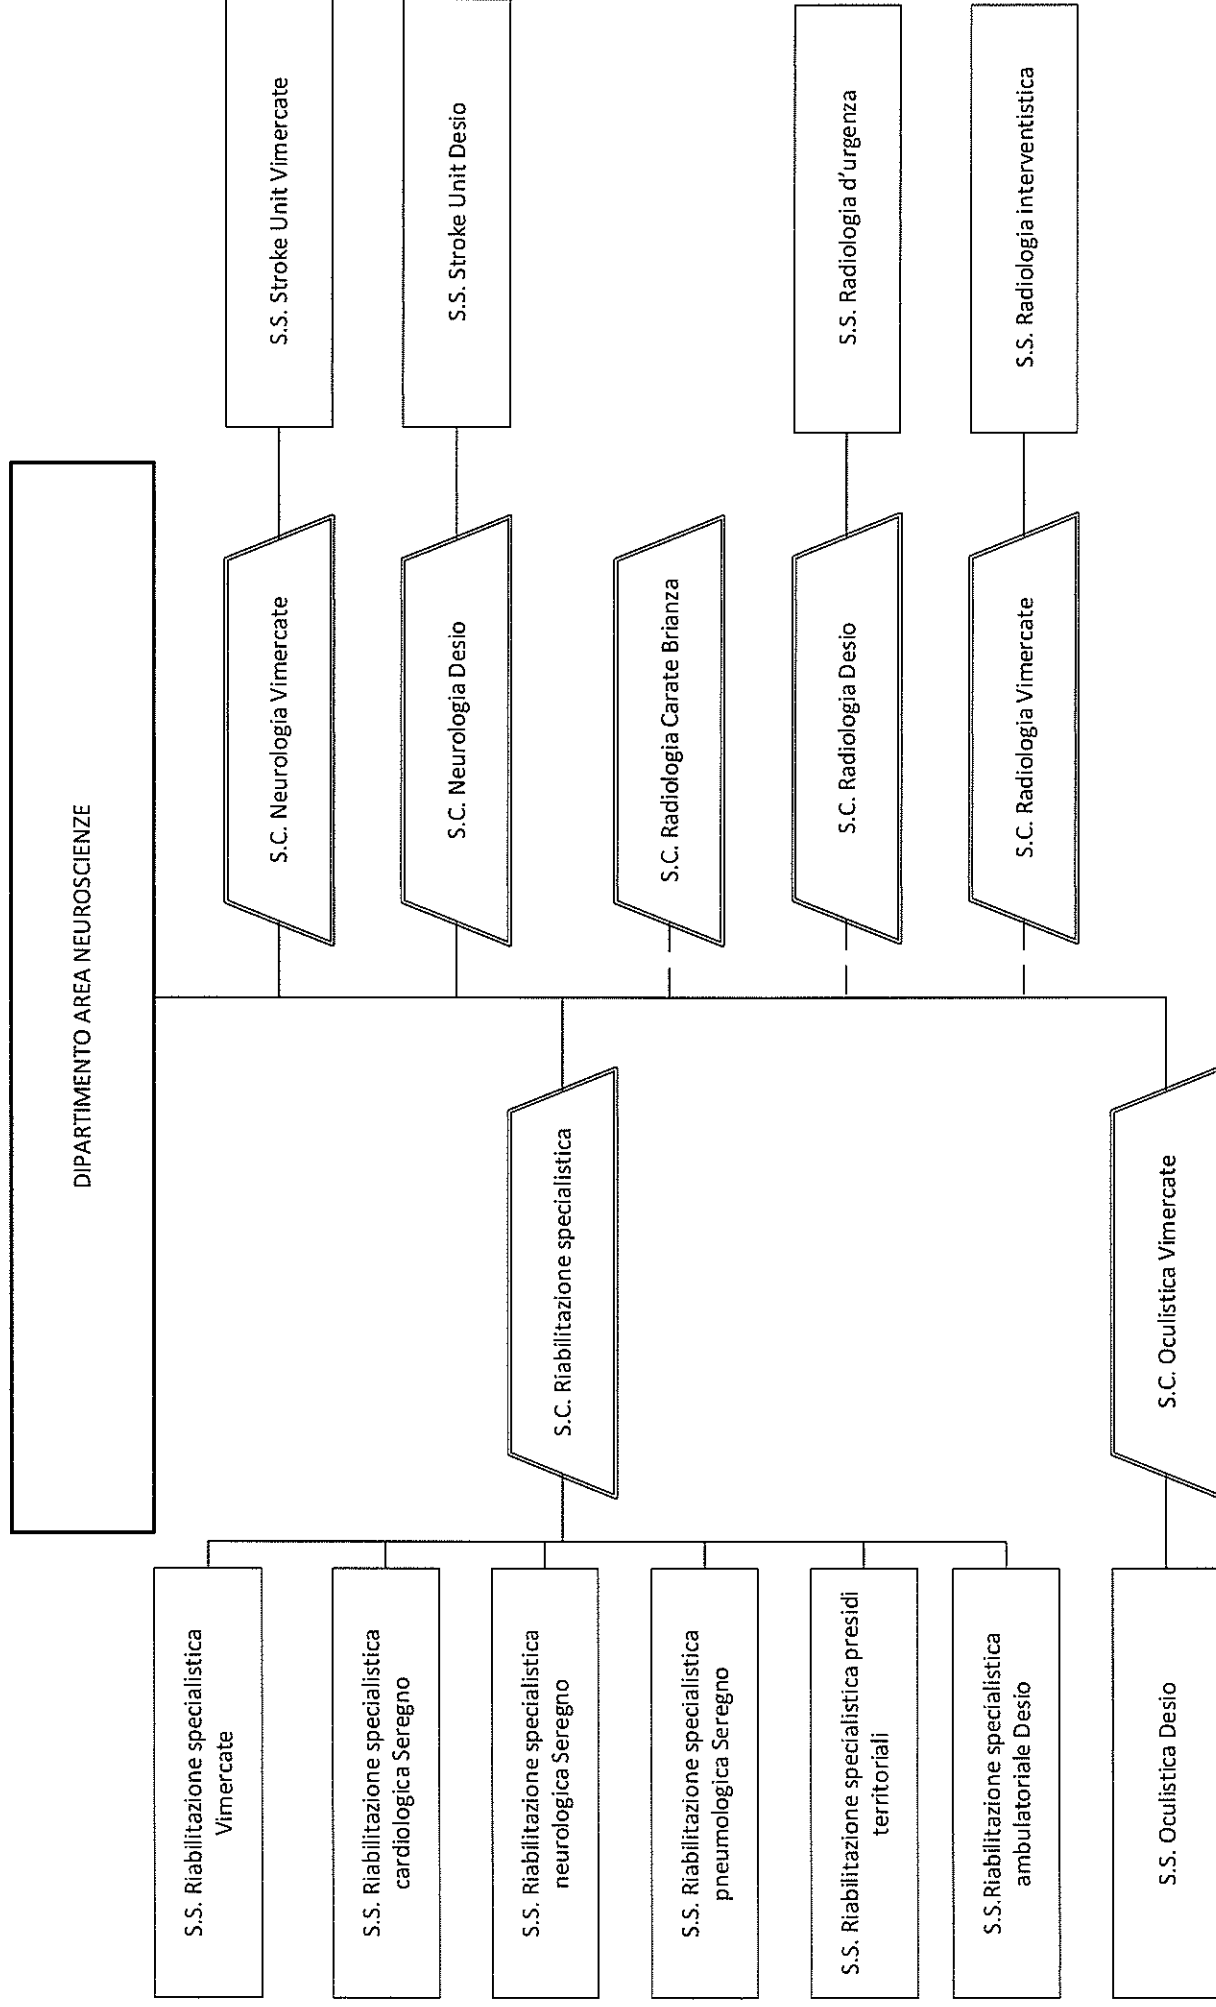 DIPARTIMENTO AREA NEUROSCIENZE
S.S. Riabilitazione specialistica
Vimercate
S.S. Riabilitazione specialistica
cardiologica Seregno
S.S. Riabilitazione specialistica
neurologica Seregno
S.S. Riabilitazione specialistica
pneumologica Seregno
S.S. Riabilitazione specialistica presidi
territoriali
S.S.Riabilitazione specialistica
ambulatoriale Desio
S.S. Oculistica Desio
S.C. Riabilitazione specialistica
S.C. Oculistica Vimercate
S.C. Neurologia Vimercate
S.C. Neurologia Desio
S.C. Radiologia Carate Brianza
S.C. Radiologia Desio
S.C. Radiologia Vimercate
S.S. Stroke Unit Vimercate
S.S. Stroke Unit Desio
S.S. Radiologia d'urgenza
S.S. Radiologia interventistica